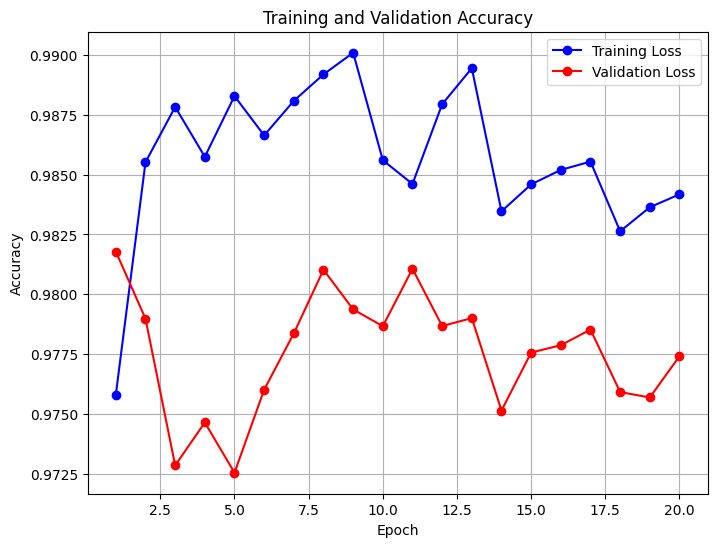 Training and Validation Accuracy
Training Loss
Validation Loss
Accuracy
0.9900
0.9875
0.9850
0.9825
0.9800
0.9775
0.9750
0.9725
2.5 5.0 7.5 10.0 12.5 15.0 17.5 20.0
Epoch